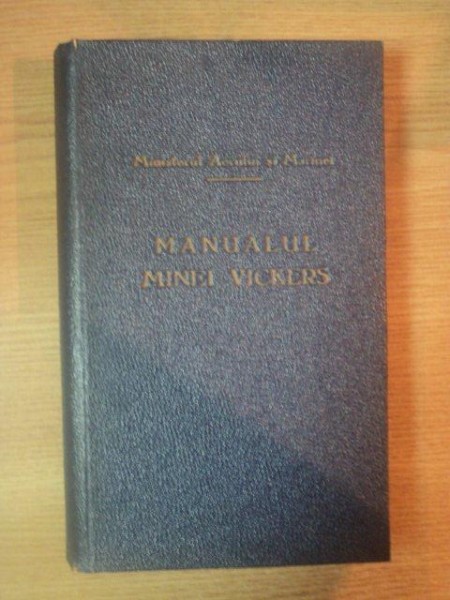 Ministerul Aerului și Marinei
MANUALUL
MINEI VICKERS